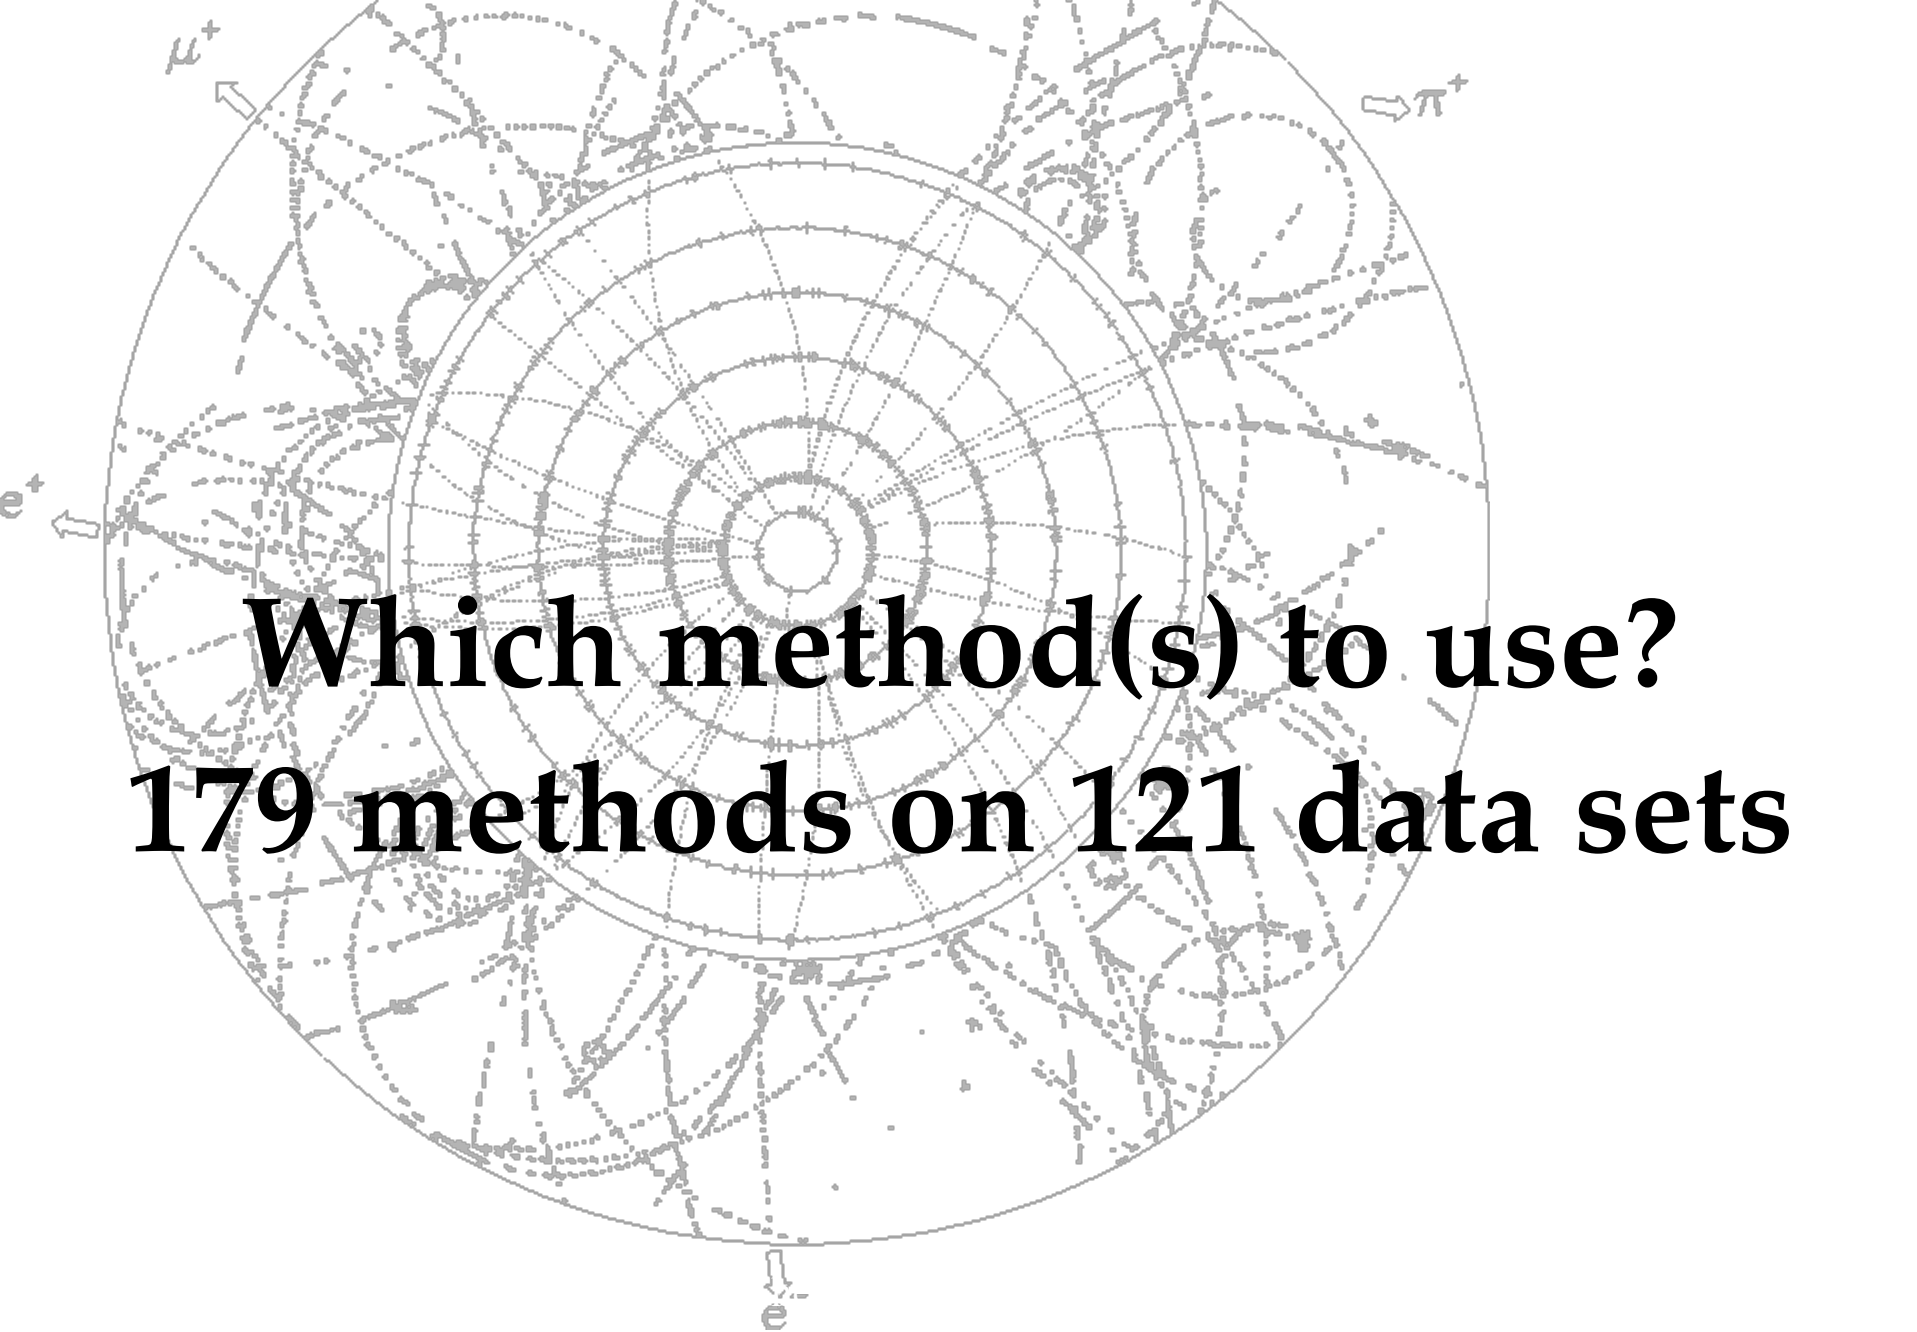 μ+
π+
e+
Which method(s) to use?
179 methods on 121 data sets
e-